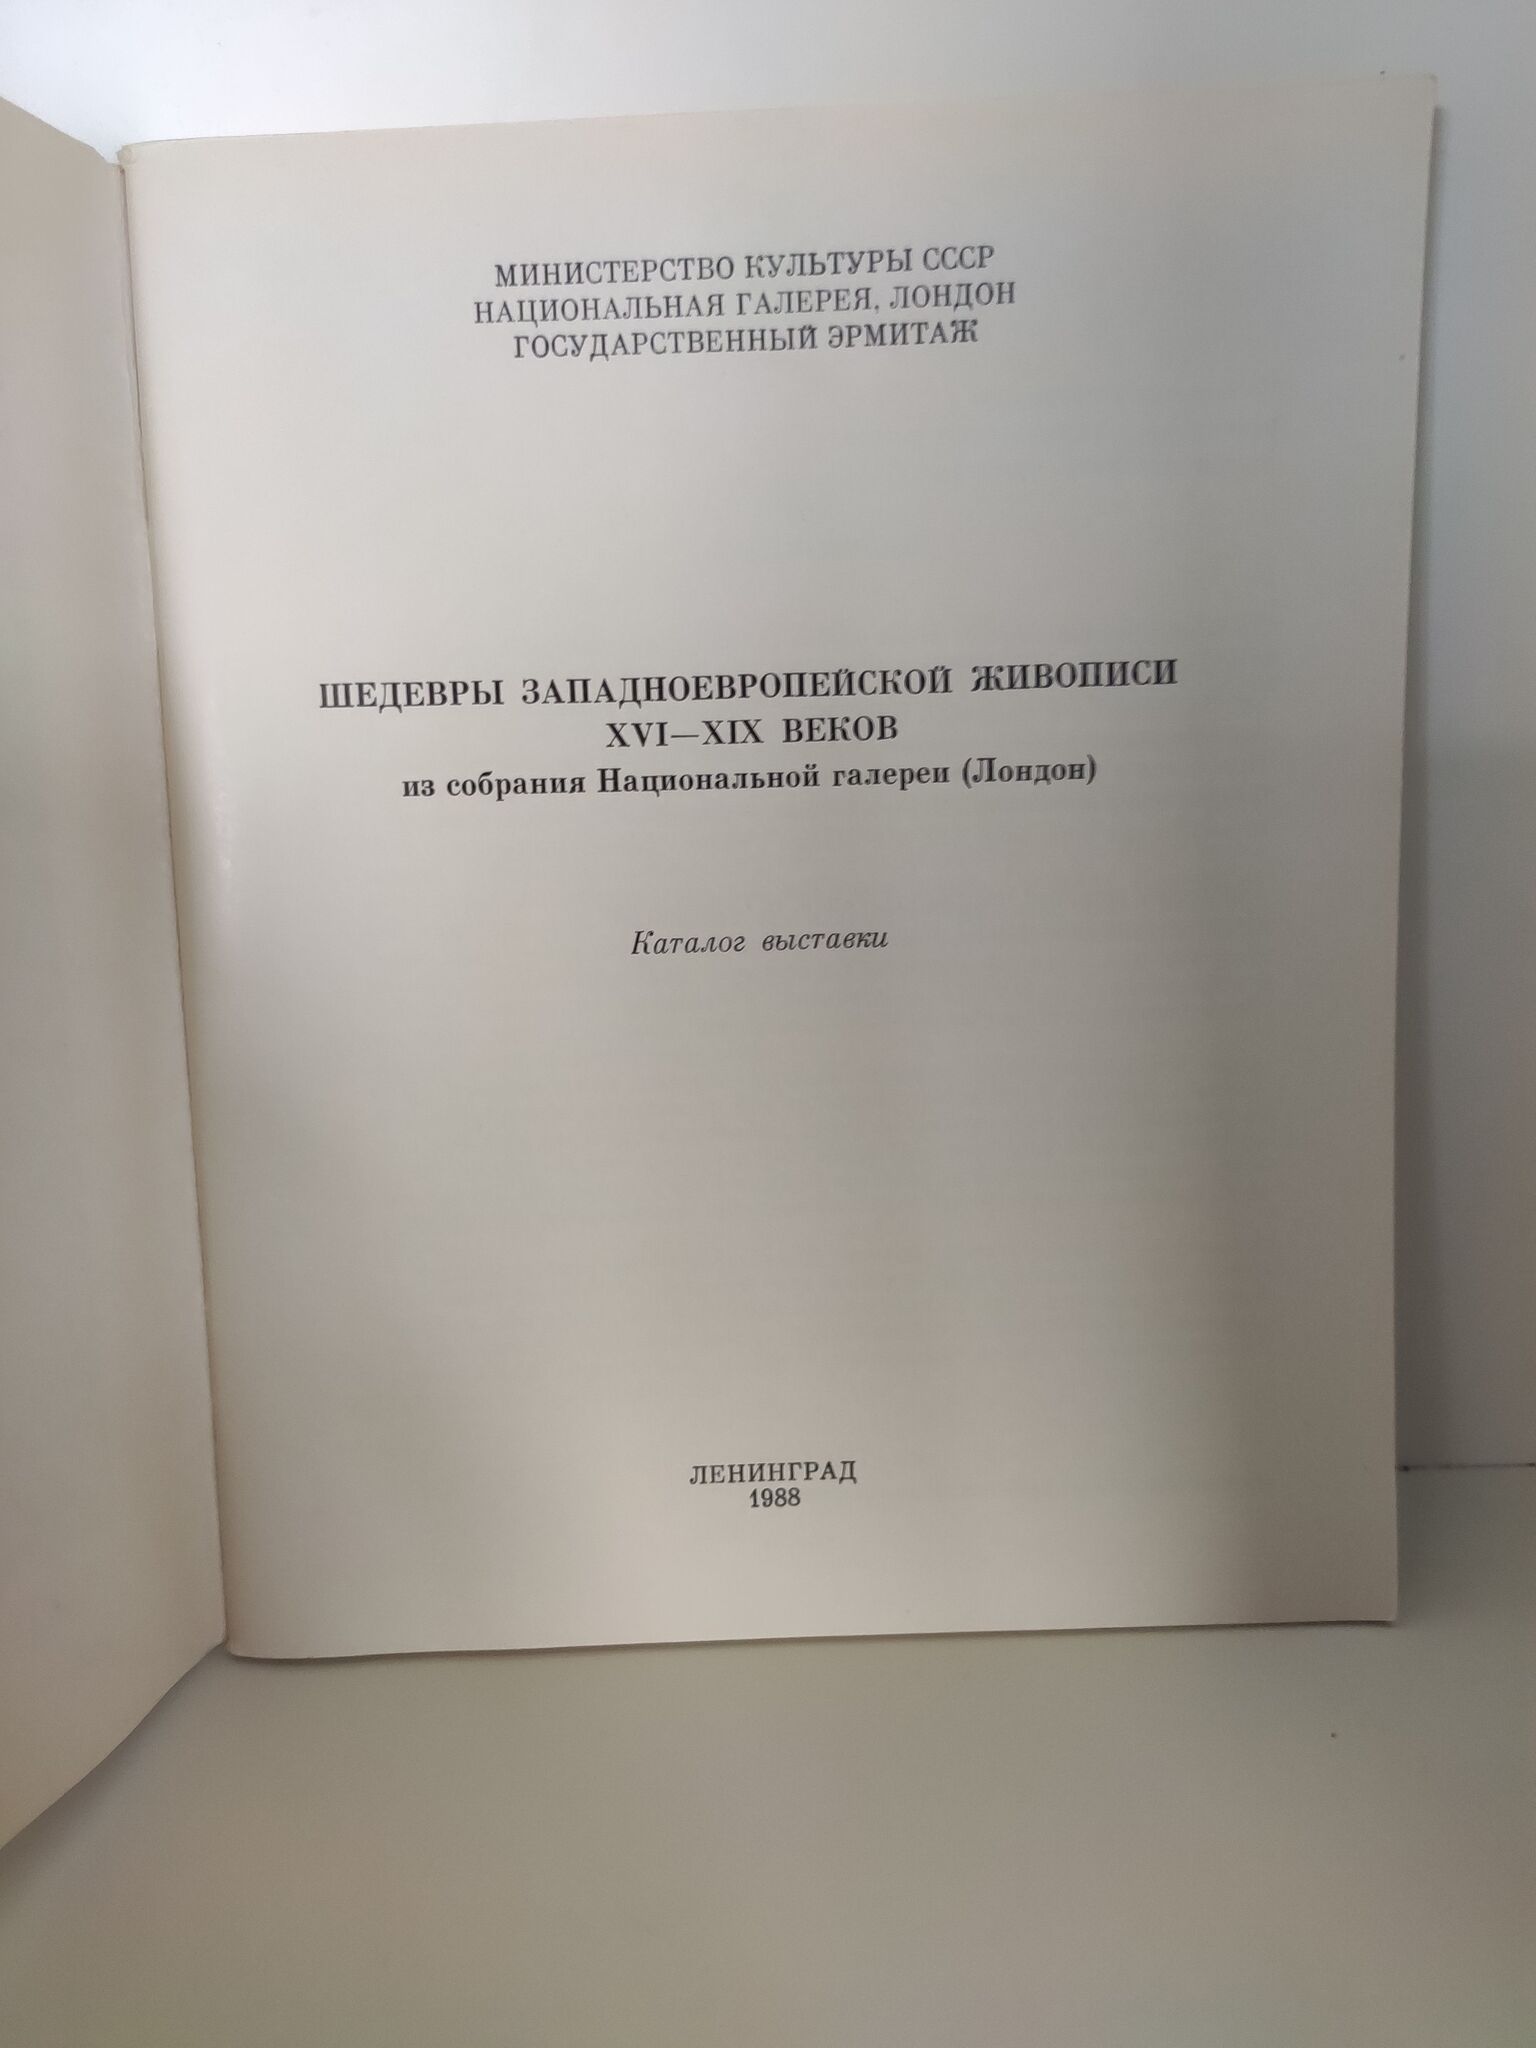 МИНИСТЕРСТВО КУЛЬТУРЫ СССР
НАЦИОНАЛЬНАЯ ГАЛЕРЕЯ, ЛОНДОН
ГОСУДАРСТВЕННЫЙ ЭРМИТАЖ
ШЕДЕВРЫ ЗАПАДНОЕВРОПЕЙСКОЙ ЖИВОПИСИ
XVI—XIX ВЕКОВ
из собрания Национальной галереи (Лондон)
Каталог выставки
ЛЕНИНГРАД
1988